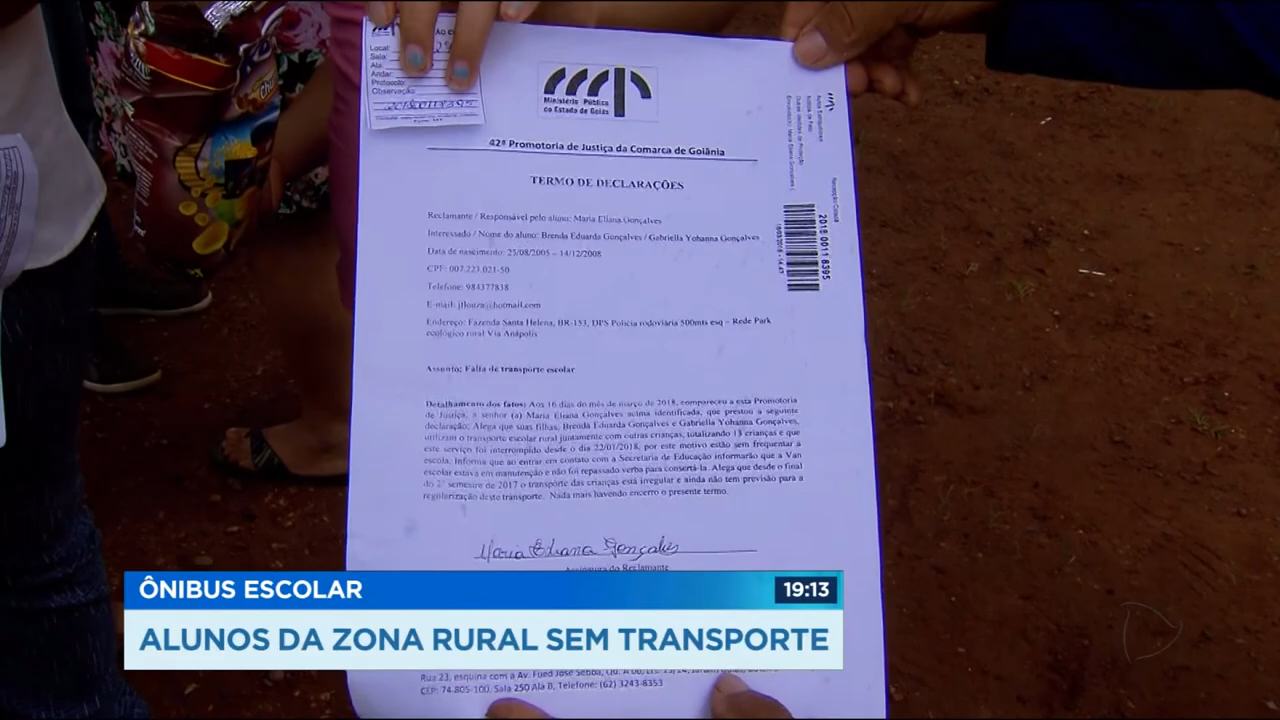 Local:
Sala:
Ala:
Andar:
Protocolo:
Observação:
201800118395
Ministério Público
do Estado de Goiás
42ª Promotoria de Justiça da Comarca de Goiânia
TERMO DE DECLARAÇÕES
Reclamante / Responsável pelo aluno: Maria Eliana Gonçalves
Interessado / Nome do aluno: Brenda Eduarda Gonçalves / Gabriella Yohanna Gonçalves
Data de nascimento: 25/08/2005 – 14/12/2008
CPF: 007.223.021-50
Telefone: 984377838
E-mail: jtlouza@hotmail.com
Endereço: Fazenda Santa Helena, BR-153, DPS Policia rodoviária 500mts esq – Rede Park
ecológico rural Via Anápolis
Assunto: Falta de transporte escolar
Detalhamento dos fatos: Aos 16 dias do mês de março de 2018, compareceu a esta Promotoria
de Justiça, a senhor (a) Maria Eliana Gonçalves acima identificada, que prestou a seguinte
declaração: Alega que suas filhas, Brenda Eduarda Gonçalves e Gabriella Yohanna Gonçalves,
utilizam o transporte escolar rural juntamente com outras crianças, totalizando 13 crianças e que
este serviço foi interrompido desde o dia 22/01/2018, por este motivo estão sem frequentar a
escola. Informa que ao entrar em contato com a Secretaria de Educação informarão que a Van
escolar estava em manutenção e não foi repassado verba para consertá-la. Alega que desde o final
do 2º semestre de 2017 o transporte das crianças está irregular e ainda não tem previsão para a
regularização deste transporte. Nada mais havendo encerro o presente termo.
Maria Eliana Gonçalves
Assinatura do Reclamante
2018 0011 8395
ÔNIBUS ESCOLAR
19:13
ALUNOS DA ZONA RURAL SEM TRANSPORTE
Rua 23, esquina com a Av. Fued José Sebba, Qd. A 06, Lts. 15/24, Jardim Goiás
CEP: 74.805-100, Sala 250 Ala B, Telefone: (62) 3243-8353